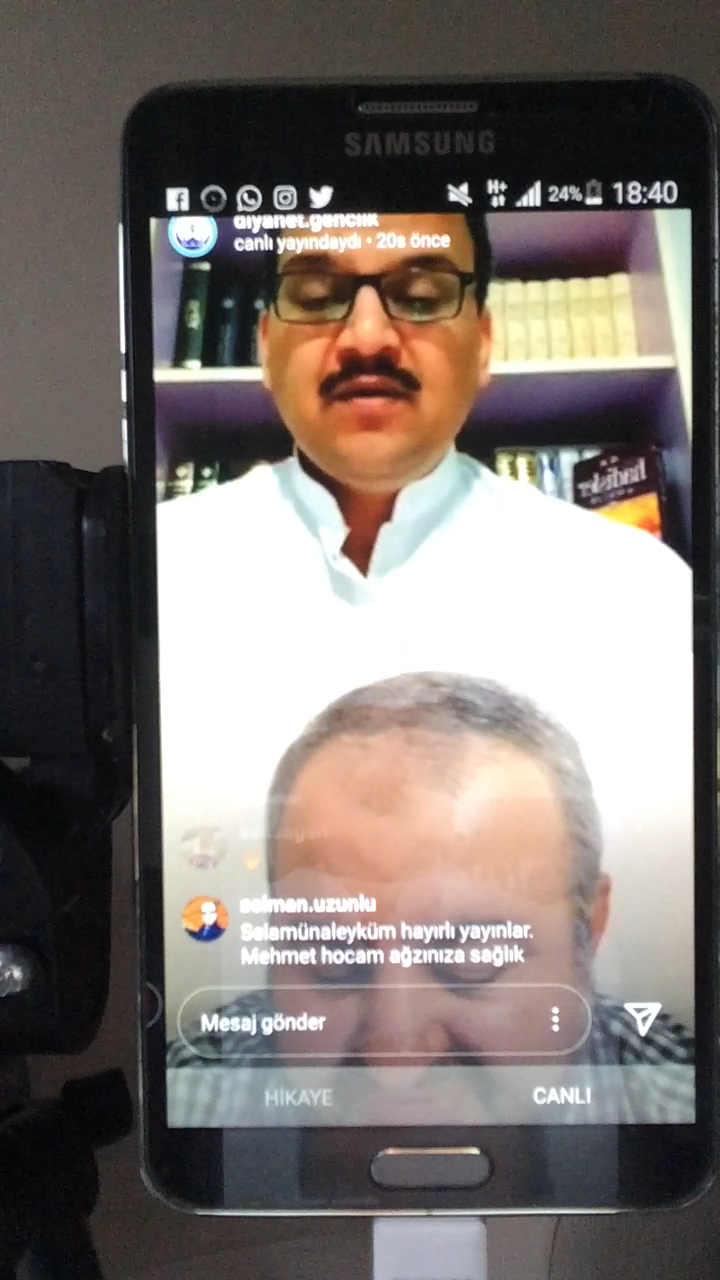 SAMSUNG
H+ 24% 18:40
diyanet.genclik
canlı yayındaydı • 20s önce
selman.uzunlu
Selamünaleyküm hayırlı yayınlar.
Mehmet hocam ağzınıza sağlık
Mesaj gönder
HİKAYE CANLI